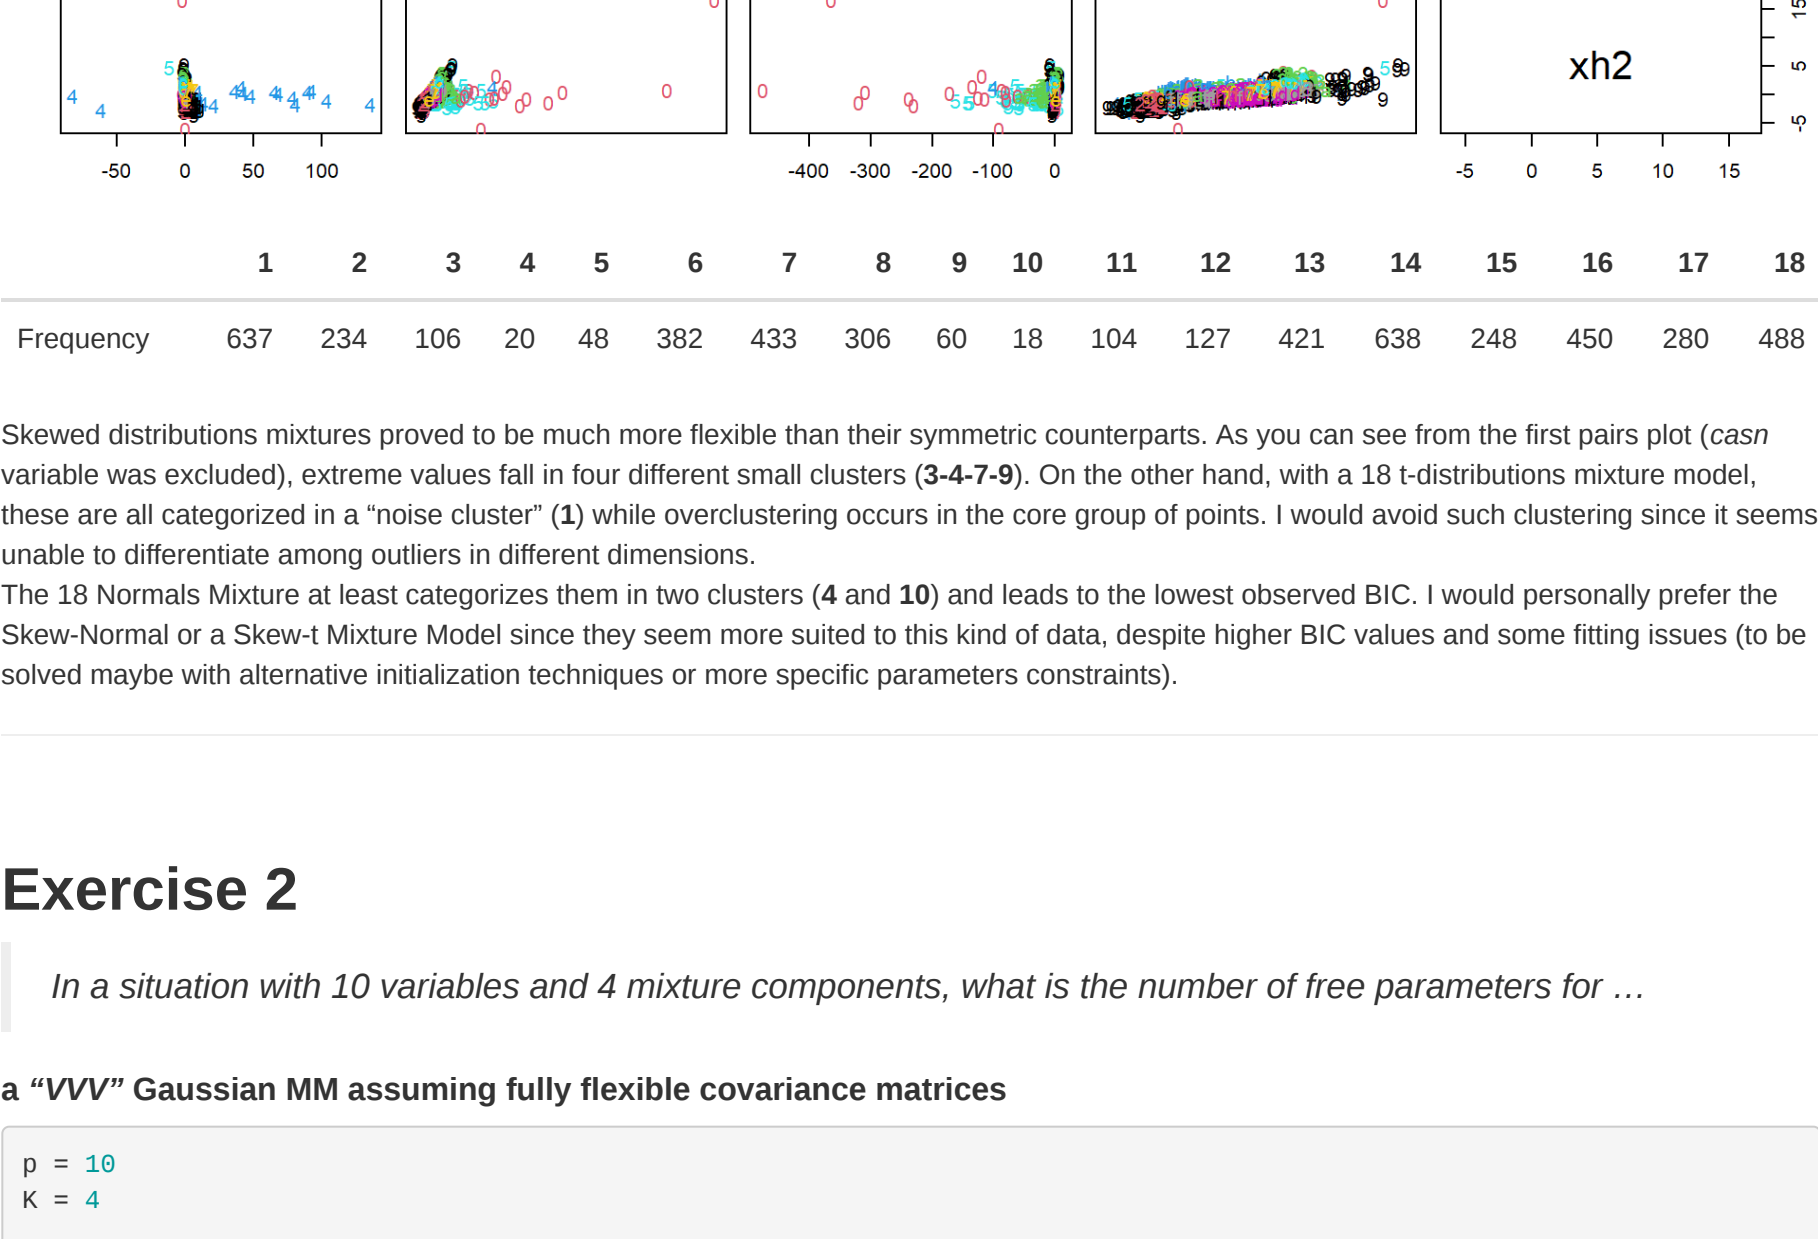 xh2
15
5
-5
-50 0 50 100 -400 -300 -200 -100 0 -5 0 5 10 15
1 2 3 4 5 6 7 8 9 10 11 12 13 14 15 16 17 18
Frequency 637 234 106 20 48 382 433 306 60 18 104 127 421 638 248 450 280 488
Skewed distributions mixtures proved to be much more flexible than their symmetric counterparts. As you can see from the first pairs plot (casn
variable was excluded), extreme values fall in four different small clusters (3-4-7-9). On the other hand, with a 18 t-distributions mixture model,
these are all categorized in a “noise cluster” (1) while overclustering occurs in the core group of points. I would avoid such clustering since it seems
unable to differentiate among outliers in different dimensions.
The 18 Normals Mixture at least categorizes them in two clusters (4 and 10) and leads to the lowest observed BIC. I would personally prefer the
Skew-Normal or a Skew-t Mixture Model since they seem more suited to this kind of data, despite higher BIC values and some fitting issues (to be
solved maybe with alternative initialization techniques or more specific parameters constraints).
Exercise 2
In a situation with 10 variables and 4 mixture components, what is the number of free parameters for …
a “VVV” Gaussian MM assuming fully flexible covariance matrices
p = 10
K = 4